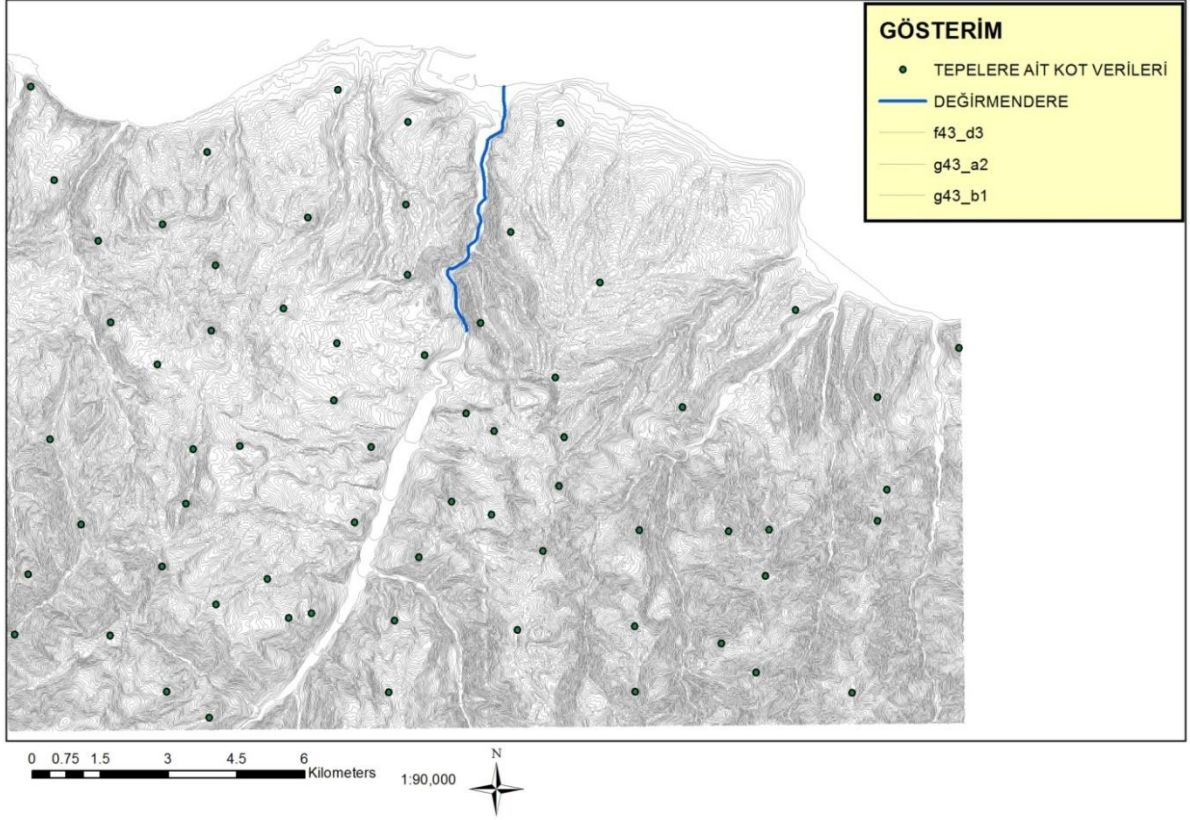 GÖSTERİM
TEPELERE AİT KOT VERİLERİ
DEĞİRMENDERE
f43_d3
g43_a2
g43_b1
0 0.75 1.5 3 4.5 6
Kilometers
1:90,000
N